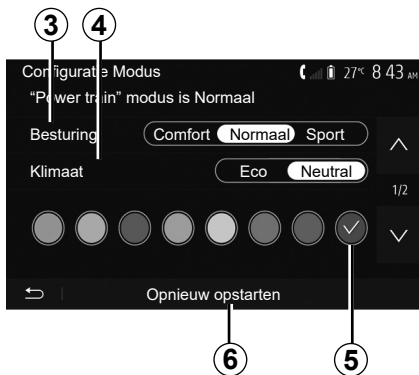 3 4
Configuratie Modus 27°C 8 43 AM
“Power train” modus is Normaal
Besturing Comfort Normaal Sport
Klimaat Eco Neutral
1/2
Opnieuw opstarten
6 5